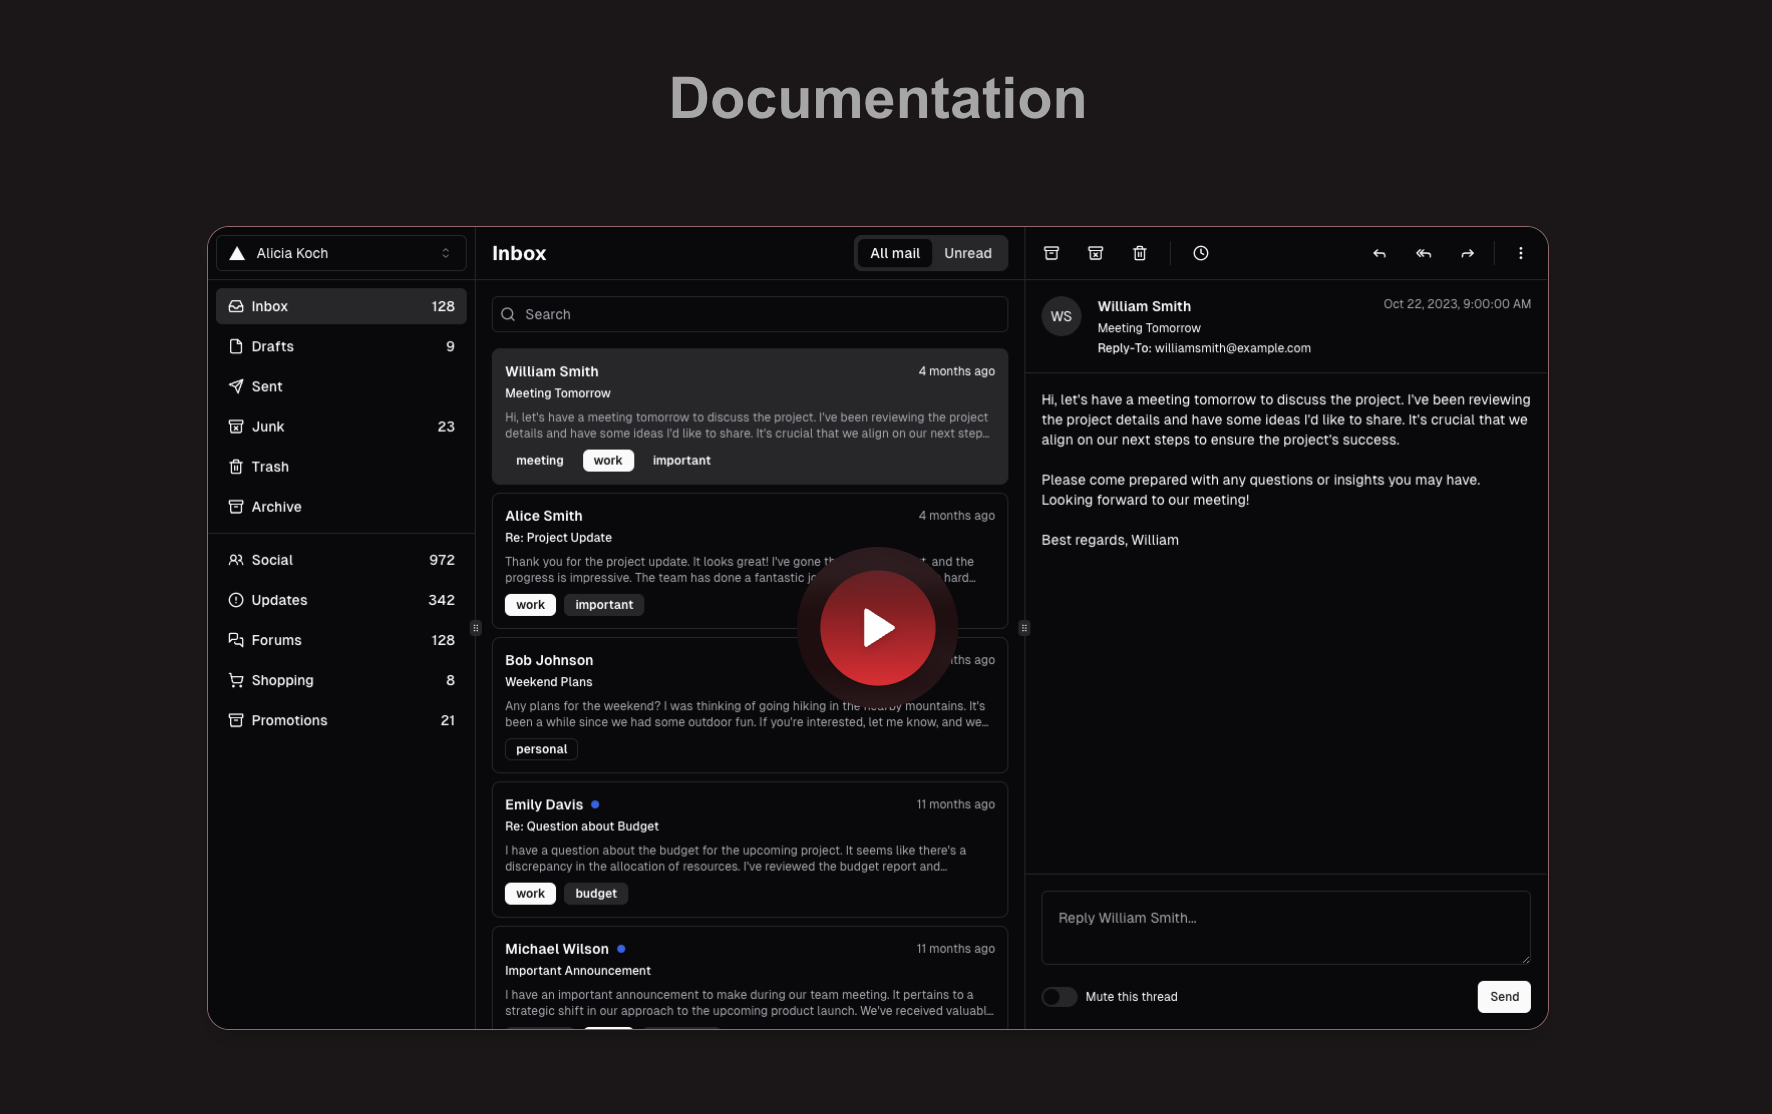 Documentation
Alicia Koch
Inbox 128
Drafts 9
Sent
Junk 23
Trash
Archive
Social 972
Updates 342
Forums 128
Shopping 8
Promotions 21
Inbox
All mail Unread
Search
William Smith 4 months ago
Meeting Tomorrow
Hi, let's have a meeting tomorrow to discuss the project. I've been reviewing the project
details and have some ideas I'd like to share. It's crucial that we align on our next step...
meeting work important
Alice Smith 4 months ago
Re: Project Update
Thank you for the project update. It looks great! I've gone and the
progress is impressive. The team has done a fantastic hard...
work important
Bob Johnson ago
Weekend Plans
Any plans for the weekend? I was thinking of going hiking in the nearby mountains. It's
been a while since we had some outdoor fun. If you're interested, let me know, and we...
personal
Emily Davis 11 months ago
Re: Question about Budget
I have a question about the budget for the upcoming project. It seems like there's a
discrepancy in the allocation of resources. I've reviewed the budget report and...
work budget
Michael Wilson 11 months ago
Important Announcement
I have an important announcement to make during our team meeting. It pertains to a
strategic shift in our approach to the upcoming product launch. We've received valuabl...
WS
William Smith Oct 22, 2023, 9:00:00 AM
Meeting Tomorrow
Reply-To: williamsmith@example.com
Hi, let's have a meeting tomorrow to discuss the project. I've been reviewing
the project details and have some ideas I'd like to share. It's crucial that we
align on our next steps to ensure the project's success.
Please come prepared with any questions or insights you may have.
Looking forward to our meeting!
Best regards, William
Reply William Smith...
Mute this thread Send